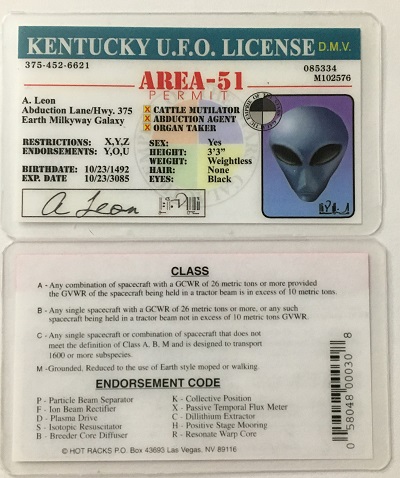 KENTUCKY U.F.O. LICENSE D.M.V.
375-452-6621
085334
AREA-51
M102576
PERMIT
A. Leon
Abduction Lane/Hwy. 375
Earth Milkyway Galaxy
X CATTLE MUTILATOR
X ABDUCTION AGENT
X ORGAN TAKER
RESTRICTIONS: X,Y,Z
ENDORSEMENTS: Y,O,U
BIRTHDATE: 10/23/1492
EXP. DATE 10/23/3085
SEX: Yes
HEIGHT: 3'3"
WEIGHT: Weightless
HAIR: None
EYES: Black
A Leon
CLASS
A - Any combination of spacecraft with a GCWR of 26 metric tons or more provided
the GVWR of the spacecraft being held in a tractor beam is in excess of 10 metric tons.
B - Any single spacecraft with a GCWR of 26 metric tons or more, or any such
spacecraft being held in a tractor beam not in excess of 10 metric tons GVWR.
C - Any single spacecraft or combination of spacecraft that does not
meet the definition of Class A, B, M and is designed to transport
1600 or more subspecies.
M -Grounded. Reduced to the use of Earth style moped or walking.
ENDORSEMENT CODE
P - Particle Beam Separator
F - Ion Beam Rectifier
D - Plasma Drive
S - Isotopic Resuscitator
B - Breeder Core Diffuser
K - Collective Position
X - Passive Temporal Flux Meter
C - Dillithium Extractor
H - Positive Stage Mooring
R - Resonate Warp Core
© HOT RACKS P.O. Box 43693 Las Vegas, NV 89116
0 58048 00030 8